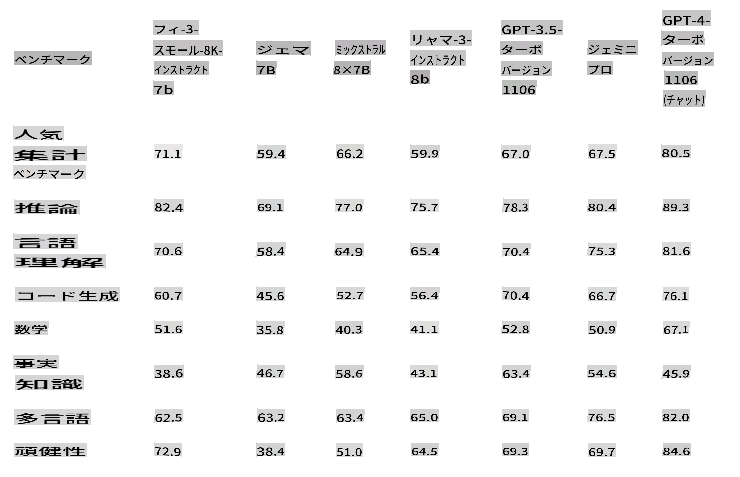 ベンチマーク
フィ-3-
スモール-8K-
インストラクト
7b
ジェマ
7B
ミックストラル
8×7B
リャマ-3-
インストラクト
8b
GPT-3.5-
ターボ
バージョン
1106
ジェミニ
プロ
GPT-4-
ターボ
バージョン
1106
(チャット)
人気
集計
ベンチマーク
71.1 59.4 66.2 59.9 67.0 67.5 80.5
推論 82.4 69.1 77.0 75.7 78.3 80.4 89.3
言語
理解
70.6 58.4 64.9 65.4 70.4 75.3 81.6
コード生成 60.7 45.6 52.7 56.4 70.4 66.7 76.1
数学 51.6 35.8 40.3 41.1 52.8 50.9 67.1
事実
知識
38.6 46.7 58.6 43.1 63.4 54.6 45.9
多言語 62.5 63.2 63.4 65.0 69.1 76.5 82.0
頑健性 72.9 38.4 51.0 64.5 69.3 69.7 84.6